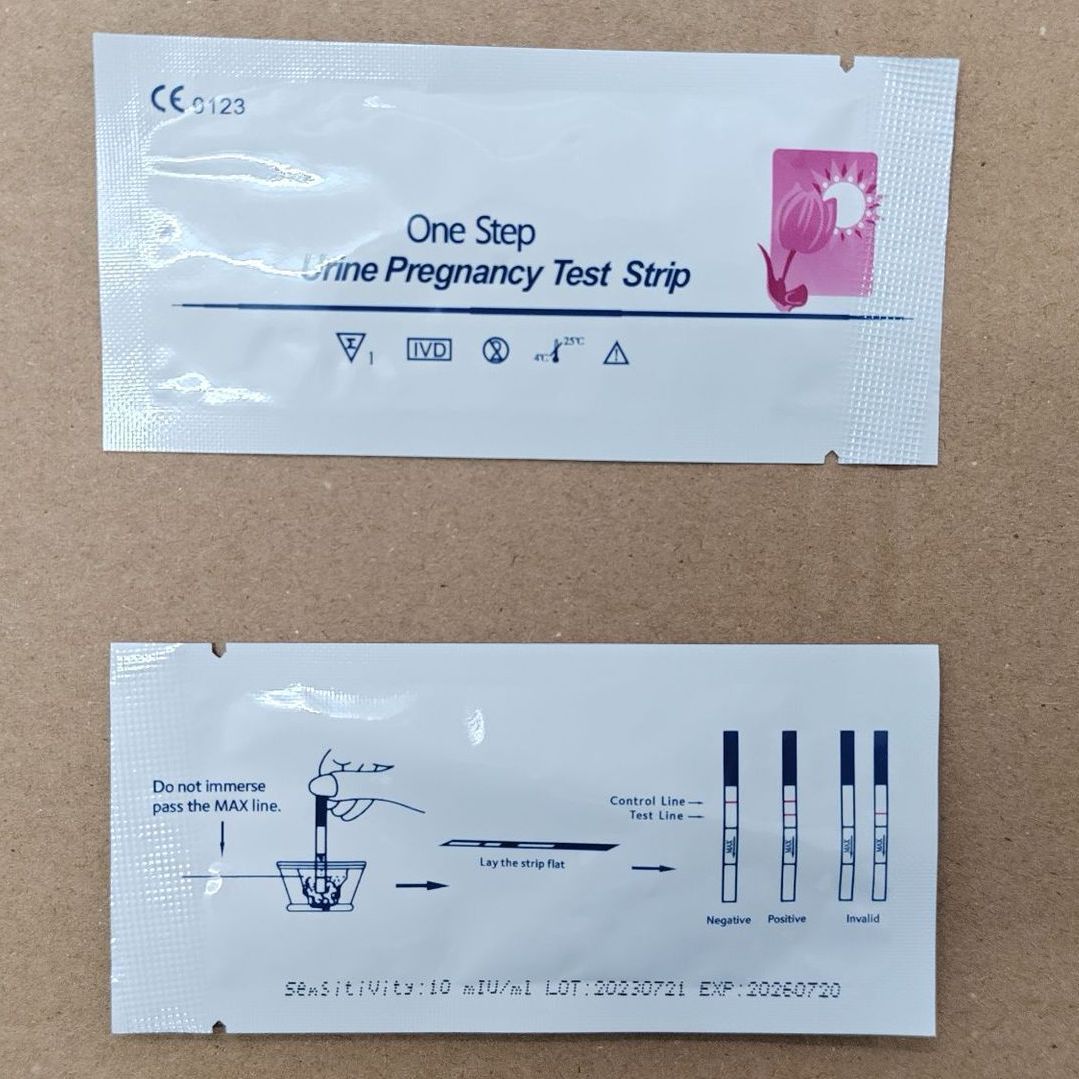 CE 0123
One Step
Urine Pregnancy Test Strip
1
IVD
2
4℃ 25℃
Do not immerse
pass the MAX line.
Lay the strip flat
Control Line
Test Line
MAX MAX MAX MAX
Negative Positive Invalid
Sensitivity:10 mIU/ml LOT:20230721 EXP:20260720